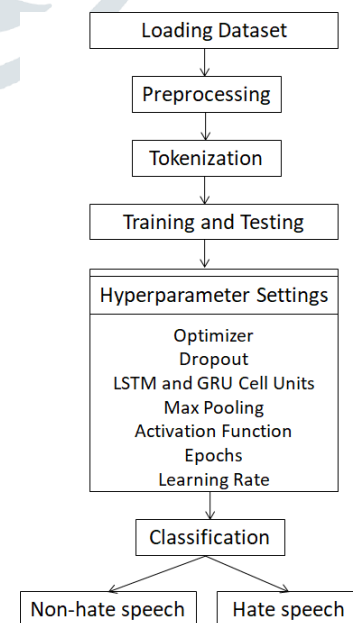 Loading Dataset
Preprocessing
Tokenization
Training and Testing
Hyperparameter Settings
Optimizer
Dropout
LSTM and GRU Cell Units
Max Pooling
Activation Function
Epochs
Learning Rate
Classification
Non-hate speech
Hate speech